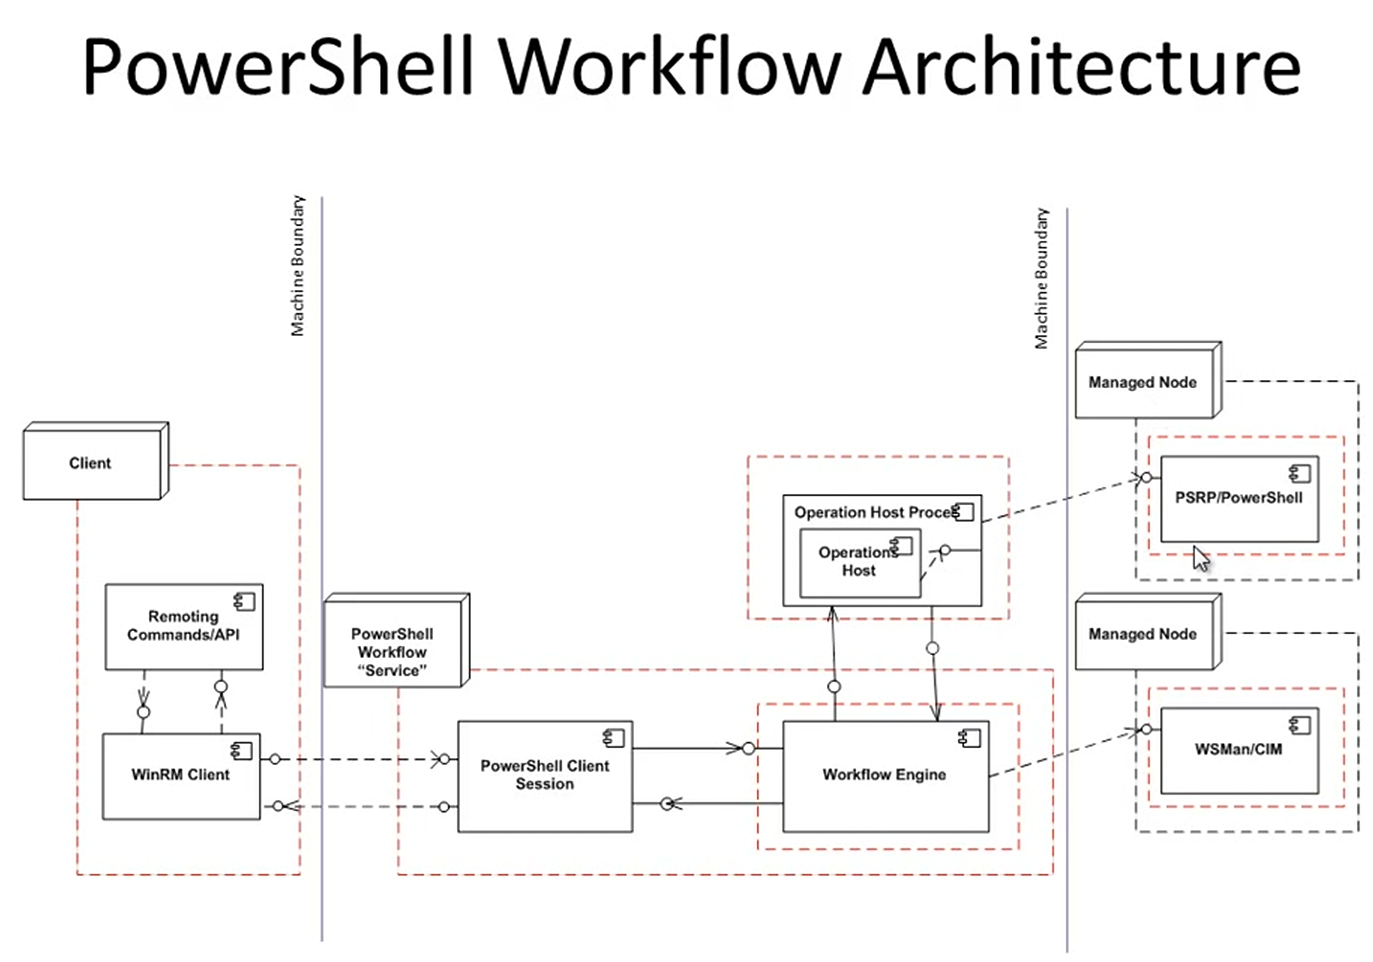 PowerShell Workflow Architecture
Machine Boundary
Machine Boundary
Managed Node
Client
PSRP/PowerShell
Operation Host Proces
Operations
Host
Remoting
Commands/API
PowerShell
Workflow
“Service”
Managed Node
WinRM Client
PowerShell Client
Session
Workflow Engine
WSMan/CIM